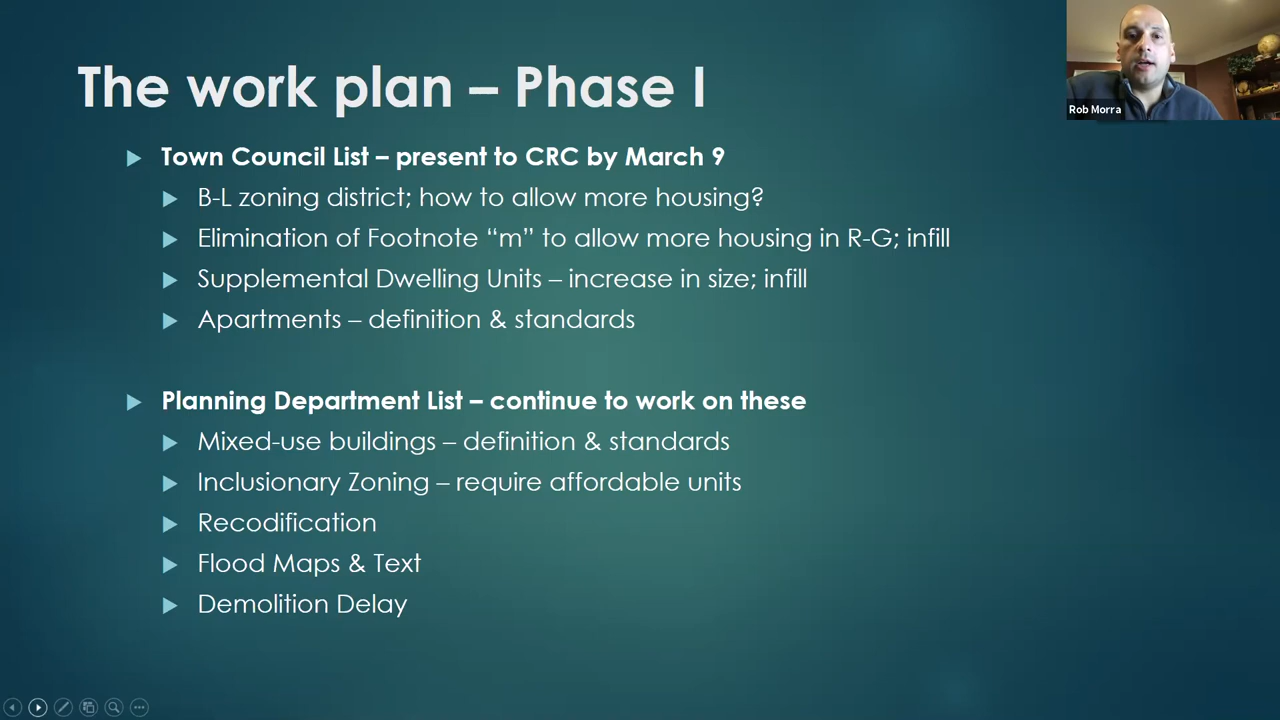 The work plan – Phase I
Rob Morra
Town Council List – present to CRC by March 9
B-L zoning district; how to allow more housing?
Elimination of Footnote “m” to allow more housing in R-G; infill
Supplemental Dwelling Units – increase in size; infill
Apartments – definition & standards
Planning Department List – continue to work on these
Mixed-use buildings – definition & standards
Inclusionary Zoning – require affordable units
Recodification
Flood Maps & Text
Demolition Delay